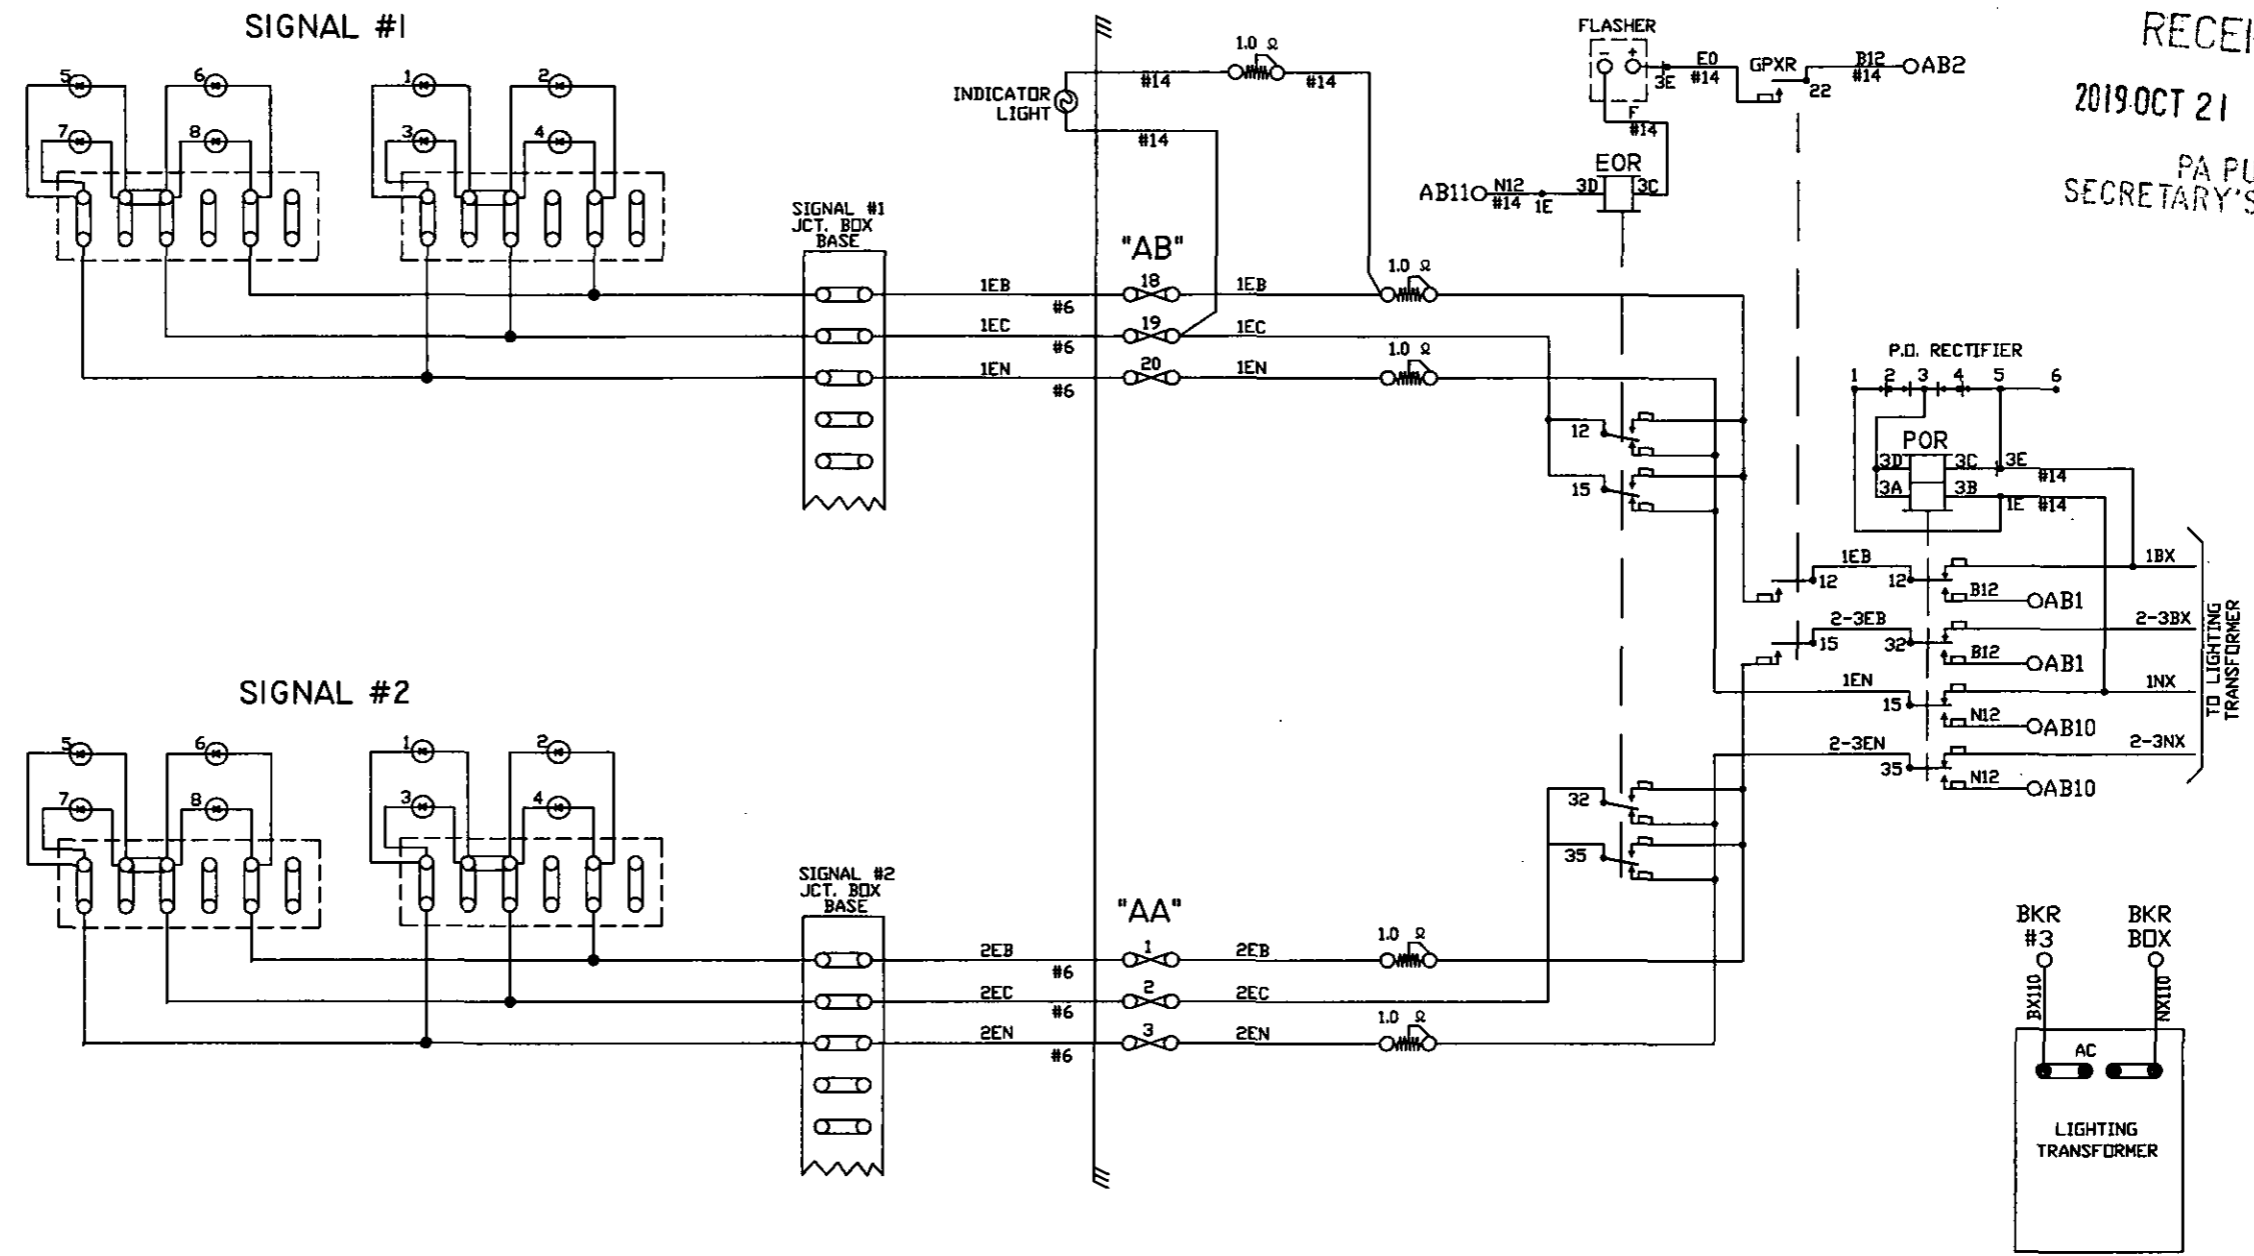 SIGNAL #1
5 6 1 2
7 8 3 4
SIGNAL #1
JCT. BOX
BASE
INDICATOR
LIGHT
#14
1.0 Ω
#14
#14
"AB"
1EB #6 18 1EB 1.0 Ω
1EC #6 19 1EC
1EN #6 20 1EN 1.0 Ω
FLASHER
- +
3E
EO
#14
GPXR
22
B12
#14
AB2
F
#14
EOR
AB11 N12 #14 1E 3D 3C
12
15
RECEI
2019 OCT 21
PA PU
SECRETARY'S
P.O. RECTIFIER
1 2 3 4 5 6
POR
3D 3C 3E #14
3A 3B 1E #14
12 1EB 12 1BX
B12 AB1
15 2-3EB 32 2-3BX
B12 AB1
1EN 15 1NX
N12 AB10
2-3EN 35 2-3NX
N12 AB10
TO LIGHTING
TRANSFORMER
SIGNAL #2
5 6 1 2
7 8 3 4
32
35
SIGNAL #2
JCT. BOX
BASE
"AA"
2EB #6 1 2EB 1.0 Ω
2EC #6 2 2EC
2EN #6 3 2EN 1.0 Ω
BKR
#3
BKR
BOX
BX110
NX110
AC
LIGHTING
TRANSFORMER